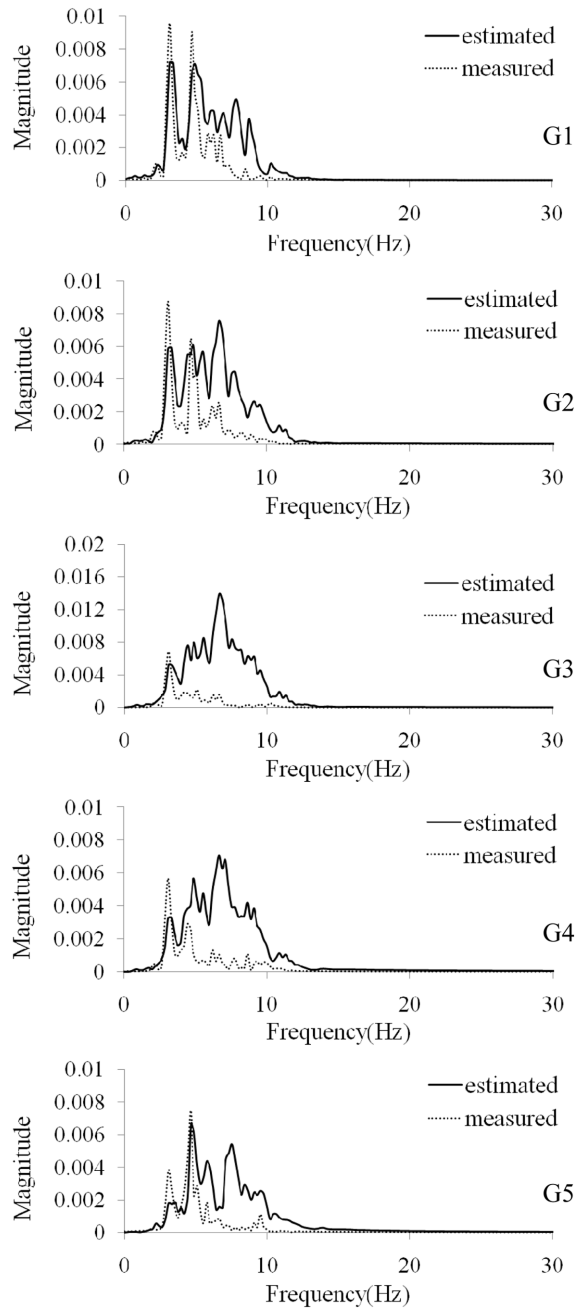 0.01
0.008
0.006
0.004
0.002
0
Magnitude
estimated
measured
G1
0 10 20 30
Frequency(Hz)
0.01
0.008
0.006
0.004
0.002
0
Magnitude
estimated
measured
G2
0 10 20 30
Frequency(Hz)
0.02
0.016
0.012
0.008
0.004
0
Magnitude
estimated
measured
G3
0 10 20 30
Frequency(Hz)
0.01
0.008
0.006
0.004
0.002
0
Magnitude
estimated
measured
G4
0 10 20 30
Frequency(Hz)
0.01
0.008
0.006
0.004
0.002
0
Magnitude
estimated
measured
G5
0 10 20 30
Frequency(Hz)